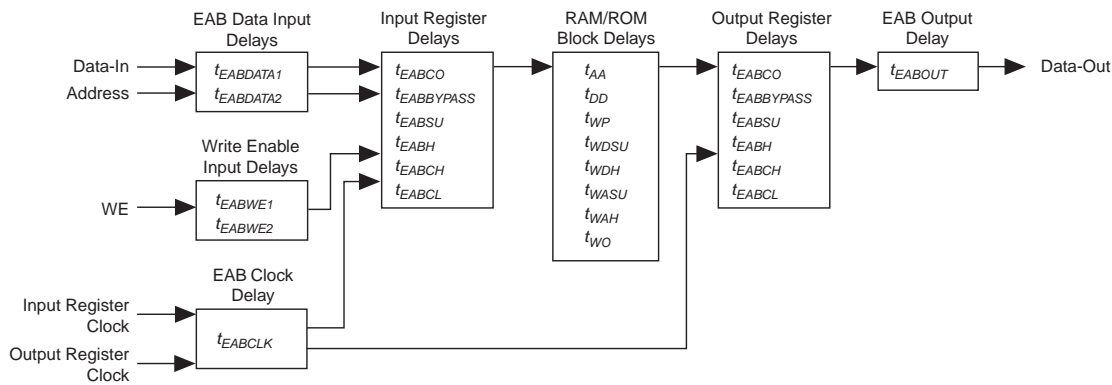 EAB Data Input
Delays
Input Register
Delays
RAM/ROM
Block Delays
Output Register
Delays
EAB Output
Delay
Data-In
Address
tEABDATA1
tEABDATA2
tEABCO
tEABBYPASS
tEABSU
tEABH
tEABCH
tEABCL
tAA
tDD
tWP
tWDSU
tWDH
tWASU
tWAH
tWO
tEABCO
tEABBYPASS
tEABSU
tEABH
tEABCH
tEABCL
tEABOUT
Data-Out
Write Enable
Input Delays
WE
tEABWE1
tEABWE2
EAB Clock
Delay
Input Register
Clock
tEABCLK
Output Register
Clock